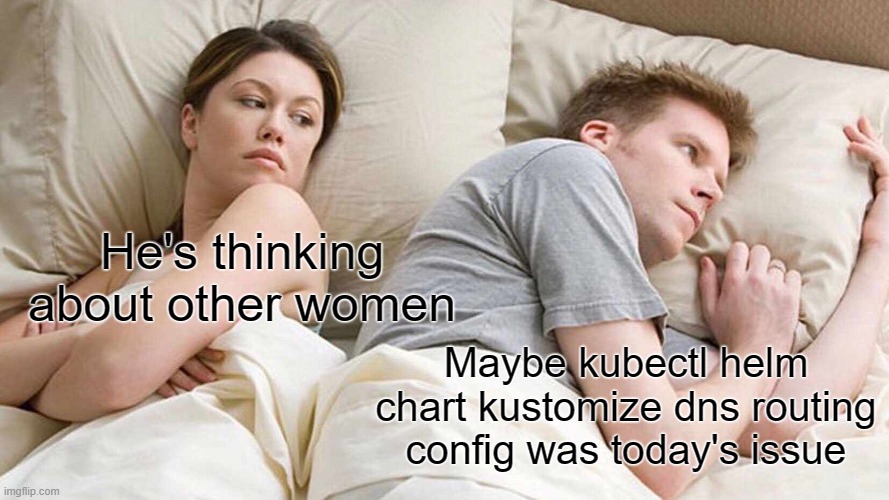 He's thinking
about other women
Maybe kubectl helm
chart kustomize dns routing
config was today's issue
imgflip.com